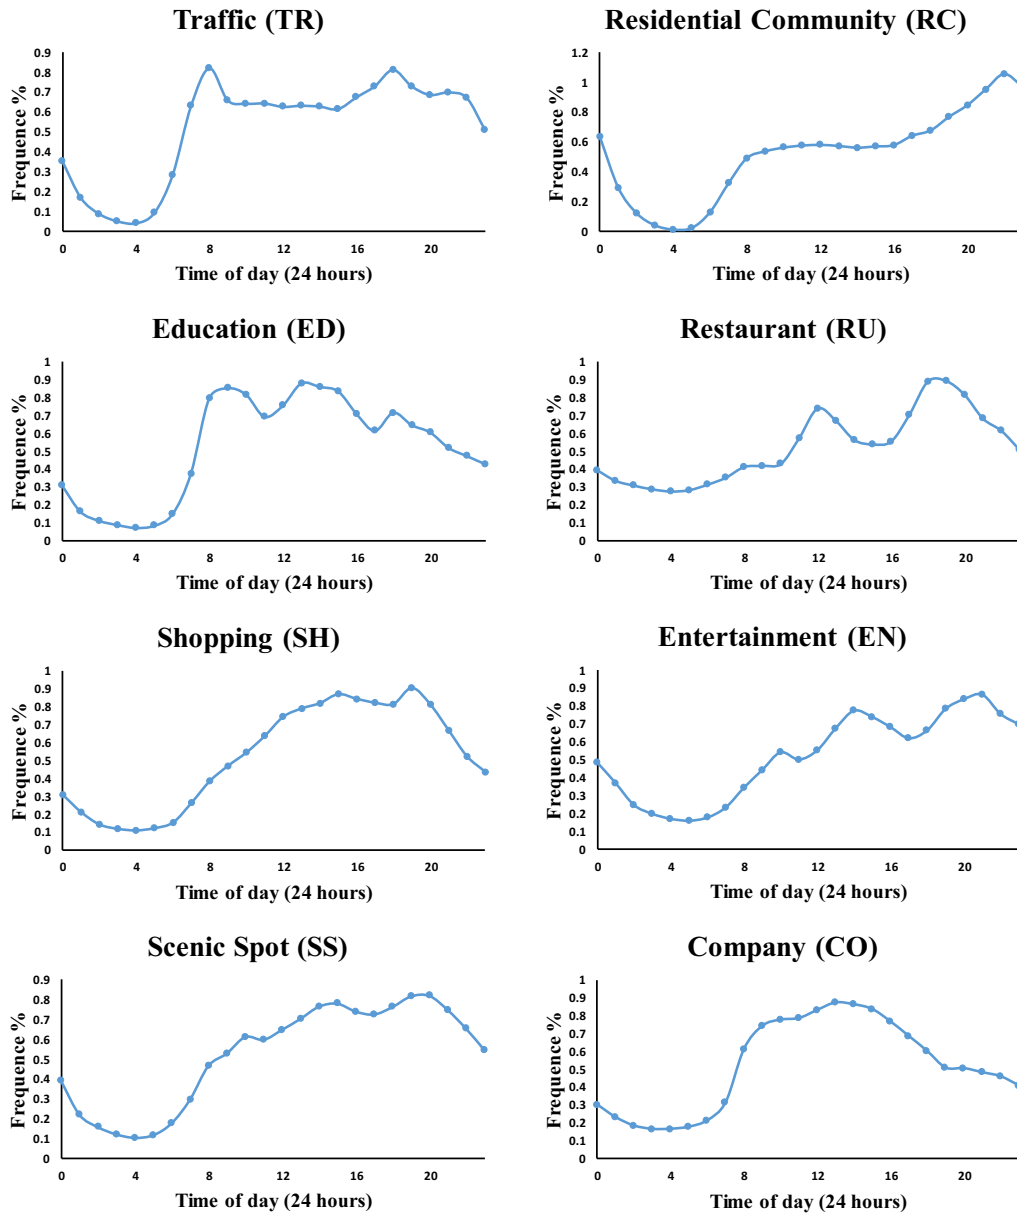 Traffic (TR)
0.9
0.8
0.7
0.6
0.5
0.4
0.3
0.2
0.1
0
Frequence %
0 4 8 12 16 20
Time of day (24 hours)
Residential Community (RC)
1.2
1
0.8
0.6
0.4
0.2
0
Frequence %
0 4 8 12 16 20
Time of day (24 hours)
Education (ED)
1
0.9
0.8
0.7
0.6
0.5
0.4
0.3
0.2
0.1
0
Frequence %
0 4 8 12 16 20
Time of day (24 hours)
Restaurant (RU)
1
0.9
0.8
0.7
0.6
0.5
0.4
0.3
0.2
0.1
0
Frequence %
0 4 8 12 16 20
Time of day (24 hours)
Shopping (SH)
1
0.9
0.8
0.7
0.6
0.5
0.4
0.3
0.2
0.1
0
Frequence %
0 4 8 12 16 20
Time of day (24 hours)
Entertainment (EN)
1
0.9
0.8
0.7
0.6
0.5
0.4
0.3
0.2
0.1
0
Frequence %
0 4 8 12 16 20
Time of day (24 hours)
Scenic Spot (SS)
0.9
0.8
0.7
0.6
0.5
0.4
0.3
0.2
0.1
0
Frequence %
0 4 8 12 16 20
Time of day (24 hours)
Company (CO)
1
0.9
0.8
0.7
0.6
0.5
0.4
0.3
0.2
0.1
0
Frequence %
0 4 8 12 16 20
Time of day (24 hours)